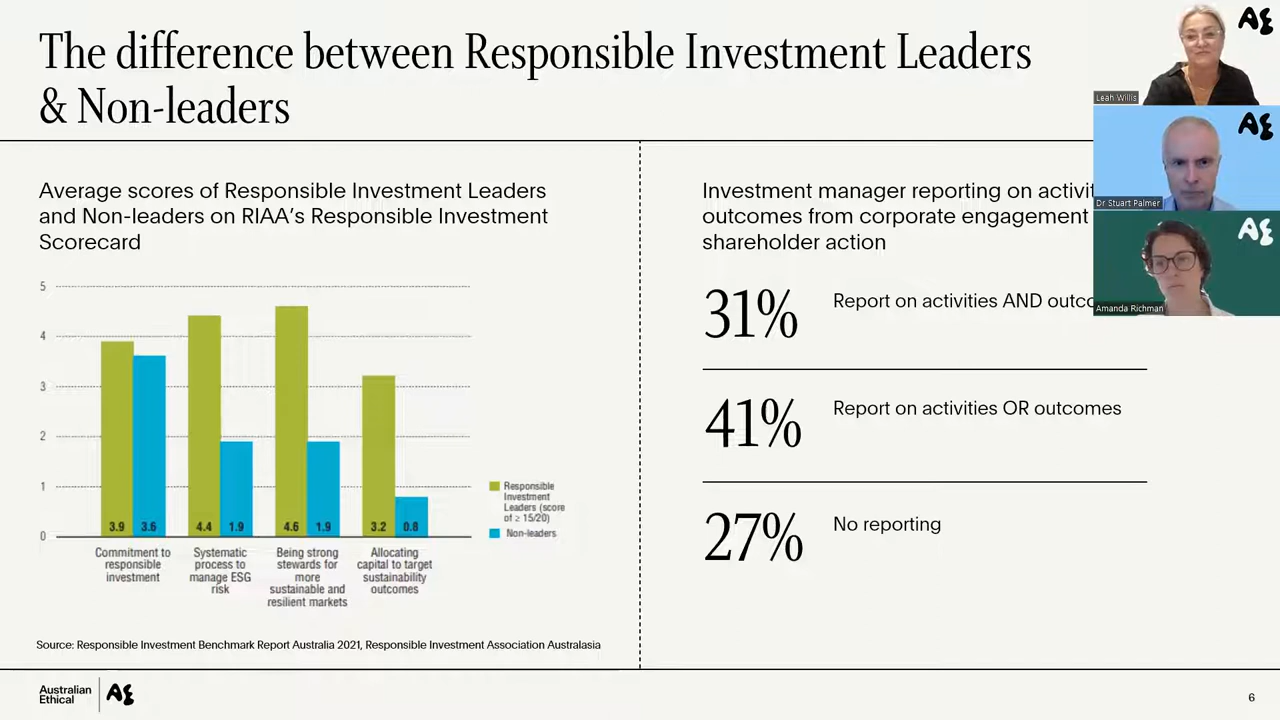 The difference between Responsible Investment Leaders
& Non-leaders
Average scores of Responsible Investment Leaders
and Non-leaders on RIAA's Responsible Investment
Scorecard
5
4
3
2
1
0
3.9 3.6 4.4 1.9 4.6 1.9 3.2 0.8
Commitment to
responsible
investment
Systematic
process to
manage ESG
risk
Being strong
stewards for
more
sustainable and
resilient markets
Allocating
capital to target
sustainability
outcomes
Responsible
Investment
Leaders (score
of ≥ 15/20)
Non-leaders
Source: Responsible Investment Benchmark Report Australia 2021, Responsible Investment Association Australasia
Investment manager reporting on
outcomes from corporate engagement
shareholder action
31%
Report on activities AND
41%
Report on activities OR outcomes
27%
No reporting
Leah Willis
Dr Stuart Palmer
Amanda Richman
Australian
Ethical
6